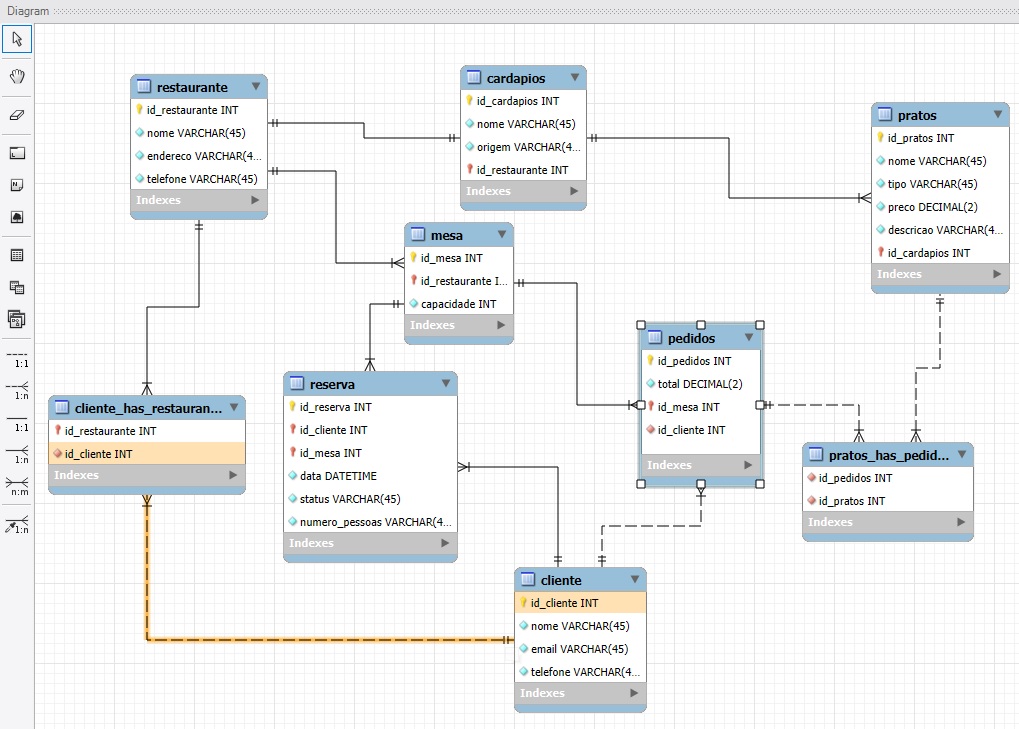 Diagram
restaurante
id_restaurante INT
nome VARCHAR(45)
endereco VARCHAR(4...
telefone VARCHAR(45)
Indexes
cardapios
id_cardapios INT
nome VARCHAR(45)
origem VARCHAR(4...
id_restaurante INT
Indexes
pratos
id_pratos INT
nome VARCHAR(45)
tipo VARCHAR(45)
preco DECIMAL(2)
descricao VARCHAR(4...
id_cardapios INT
Indexes
mesa
id_mesa INT
id_restaurante I...
capacidade INT
Indexes
pedidos
id_pedidos INT
total DECIMAL(2)
id_mesa INT
id_cliente INT
Indexes
reserva
id_reserva INT
id_cliente INT
id_mesa INT
data DATETIME
status VARCHAR(45)
numero_pessoas VARCHAR(4...
Indexes
cliente_has_restauran...
id_restaurante INT
id_cliente INT
Indexes
pratos_has_pedid...
id_pedidos INT
id_pratos INT
Indexes
cliente
id_cliente INT
nome VARCHAR(45)
email VARCHAR(45)
telefone VARCHAR(4...
Indexes
1:1
1:n
1:1
1:n
n:m
1:n